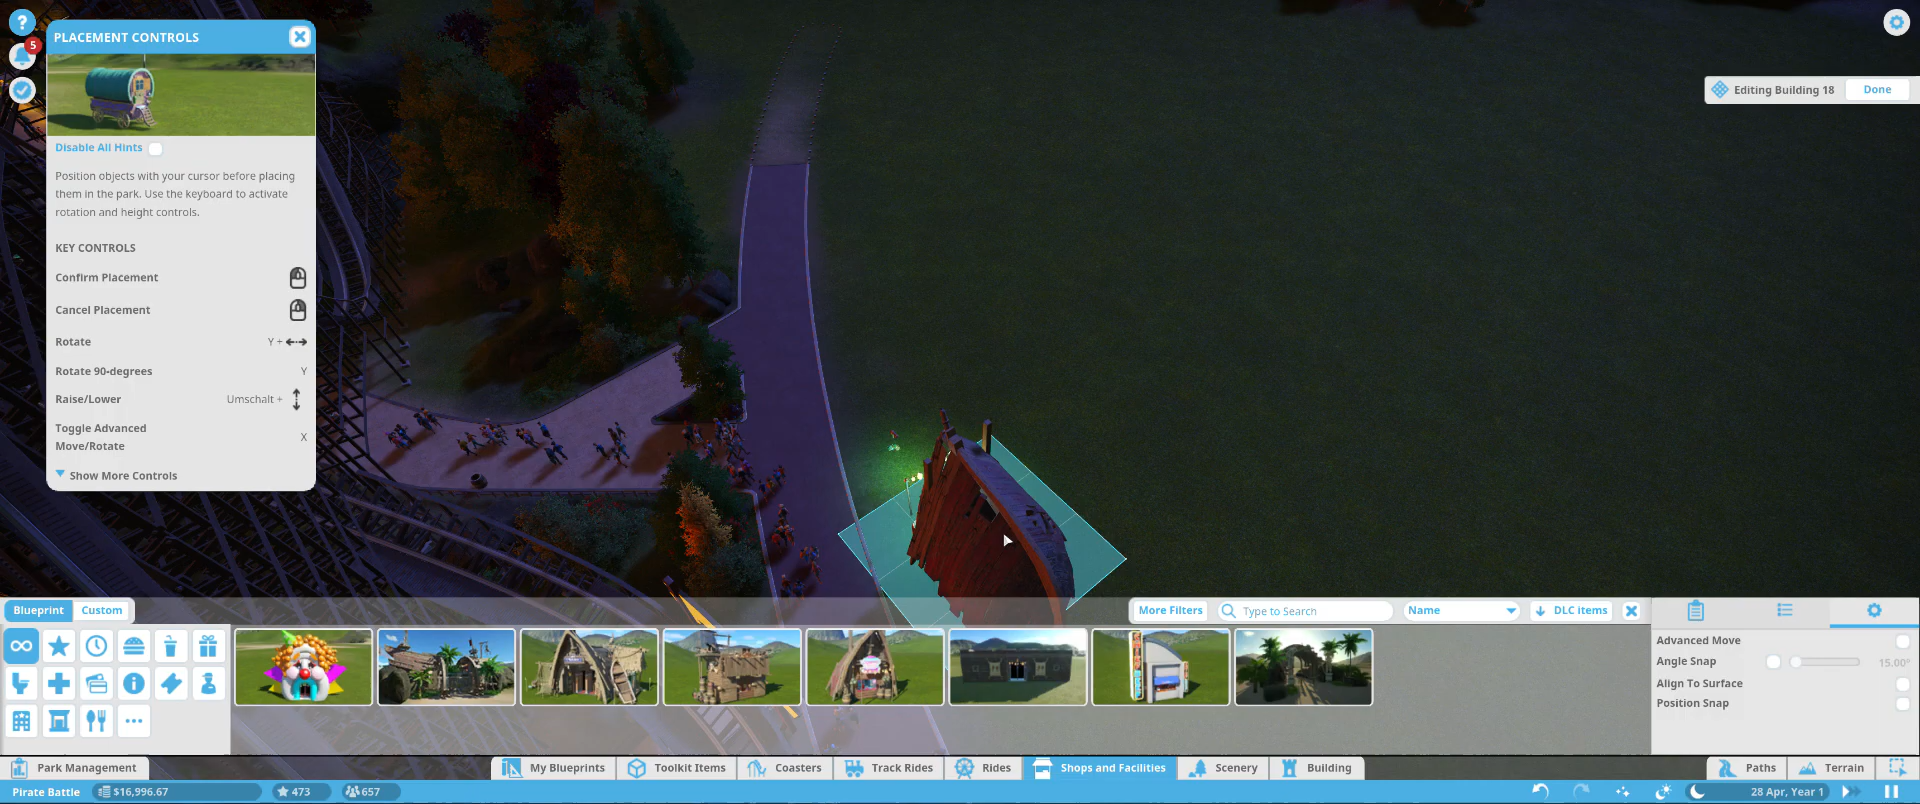 ?
5
PLACEMENT CONTROLS
Disable All Hints
Position objects with your cursor before placing
them in the park. Use the keyboard to activate
rotation and height controls.
KEY CONTROLS
Confirm Placement
Cancel Placement
Rotate Y +
Rotate 90-degrees Y
Raise/Lower Umschalt +
Toggle Advanced
Move/Rotate X
Show More Controls
Editing Building 18 Done
Blueprint Custom
More Filters Type to Search Name DLC items
Advanced Move
Angle Snap 15.00°
Align To Surface
Position Snap
Park Management My Blueprints Toolkit Items Coasters Track Rides Rides Shops and Facilities Scenery Building Paths Terrain
Pirate Battle $16,996.67 473 657 28 Apr, Year 1